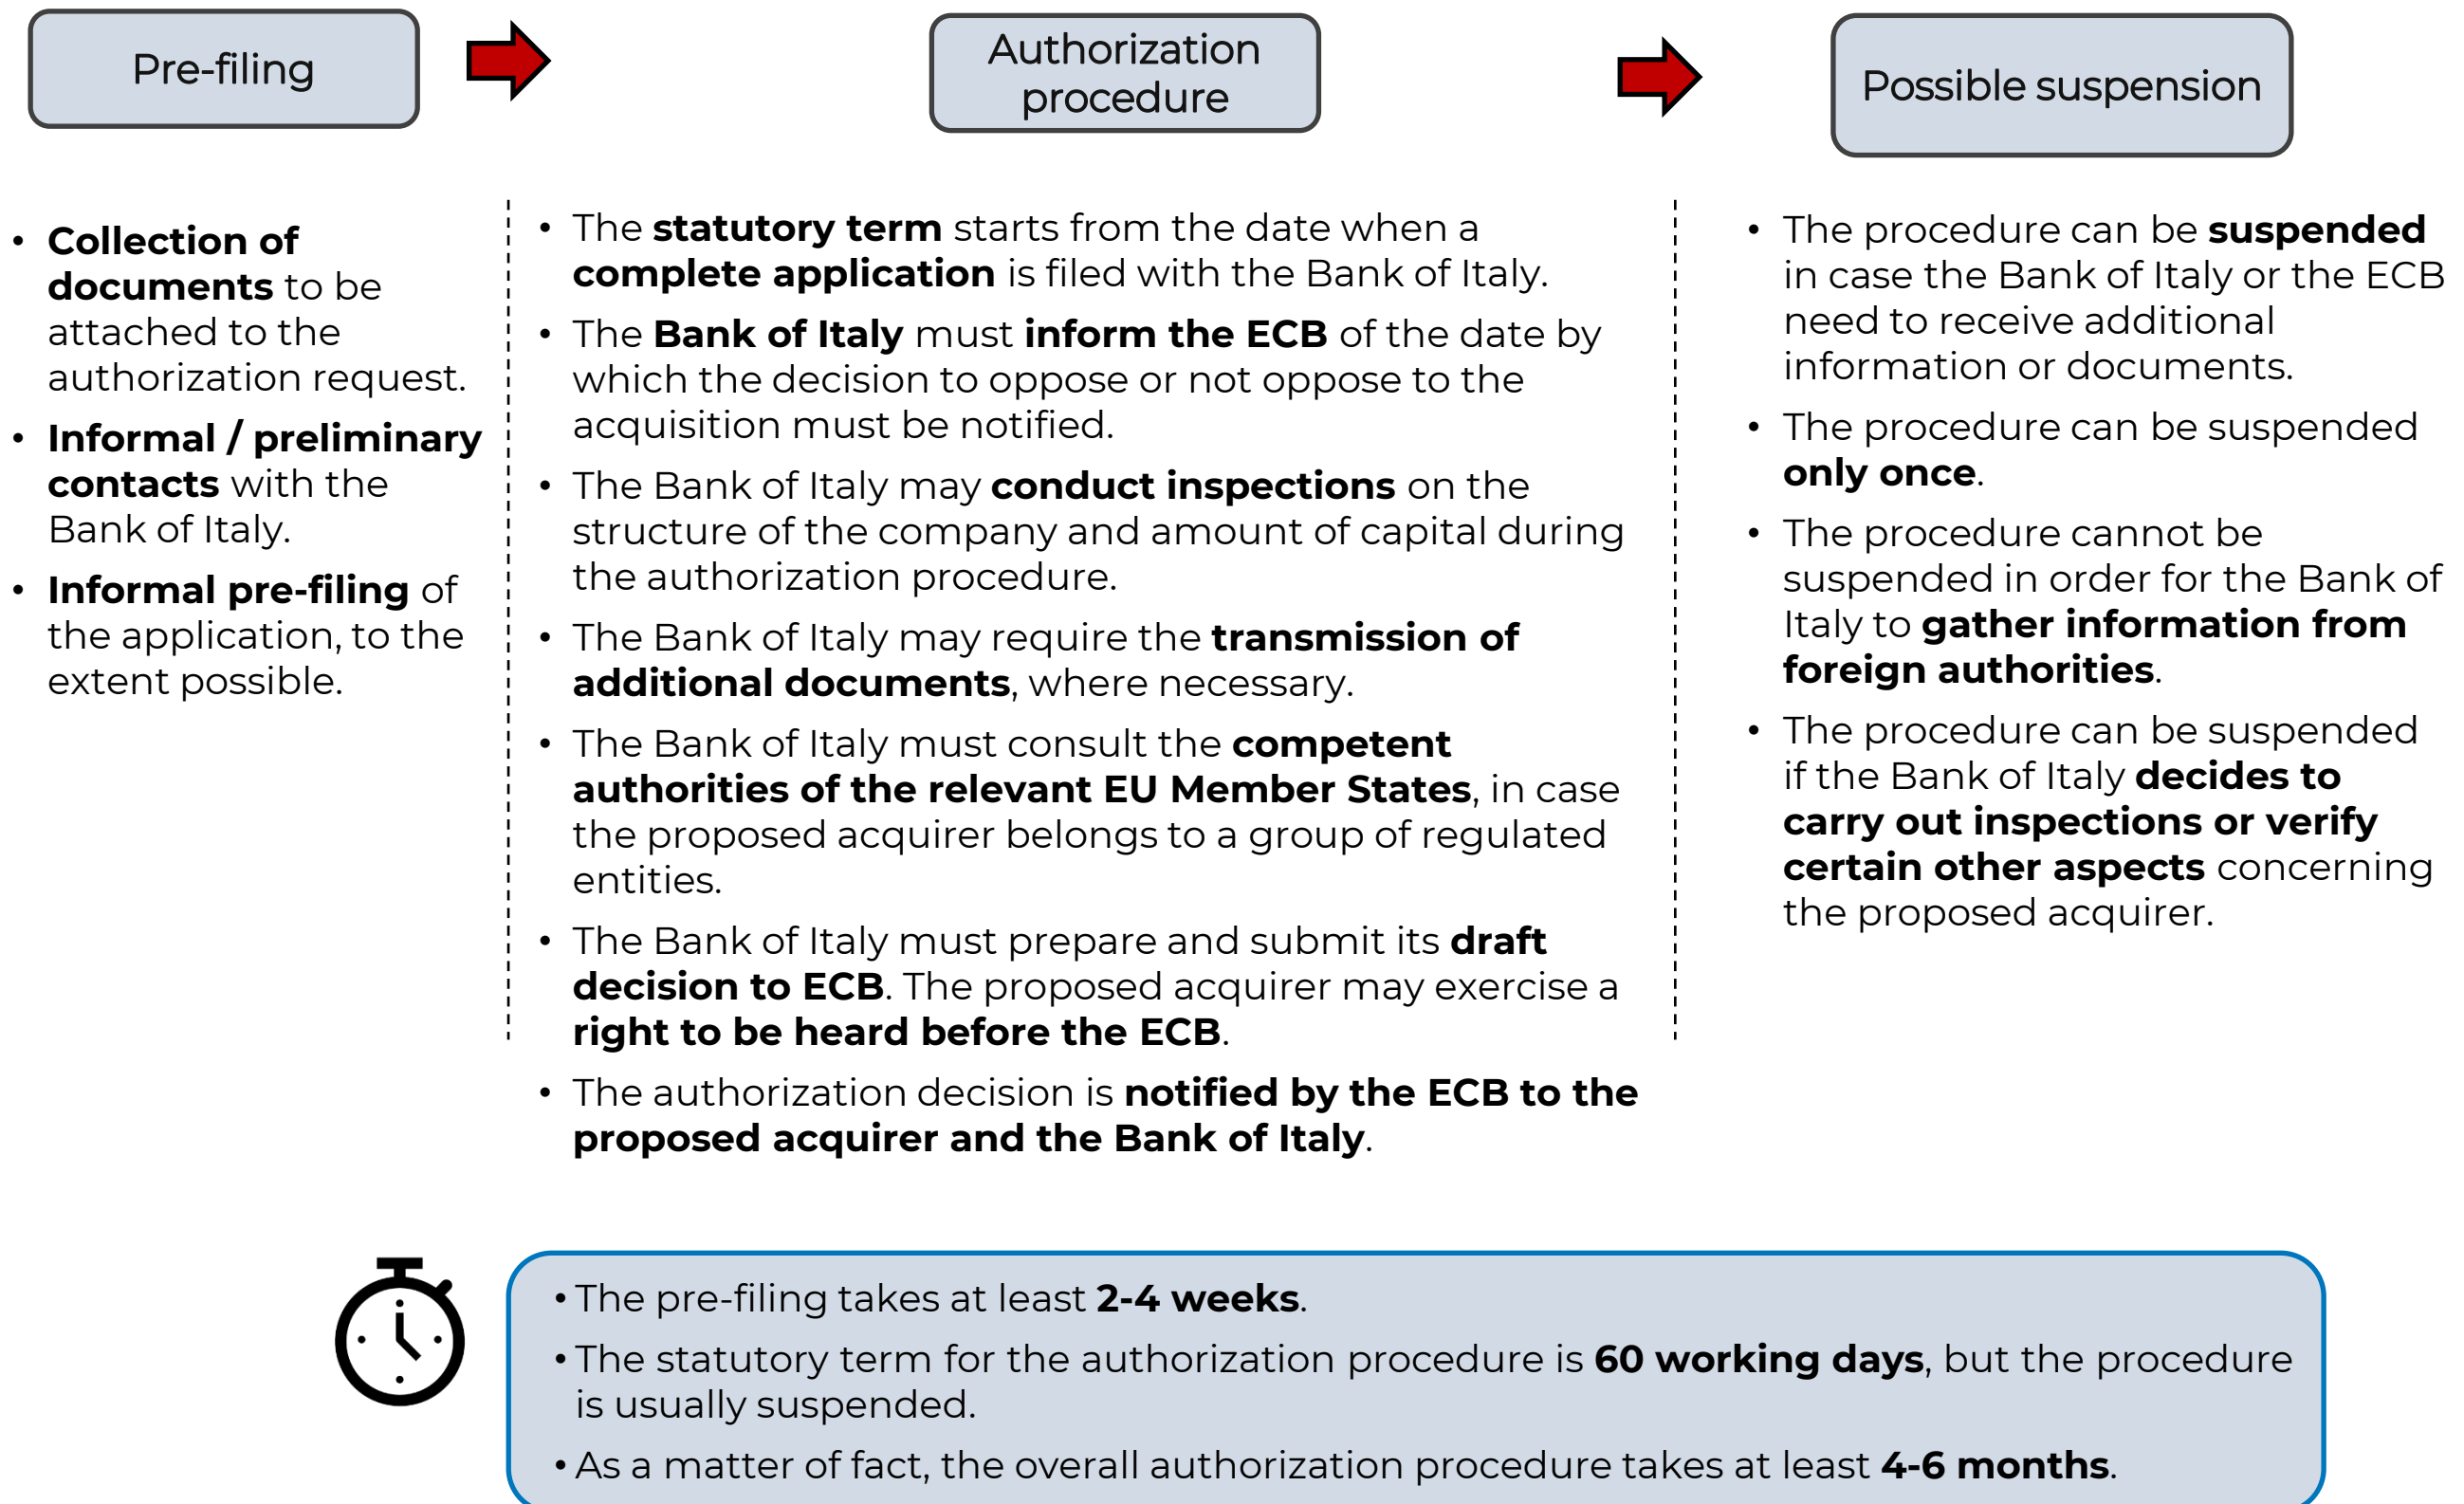 Pre-filing
Authorization
procedure
Possible suspension
• Collection of
documents to be
attached to the
authorization request.
• Informal / preliminary
contacts with the
Bank of Italy.
• Informal pre-filing of
the application, to the
extent possible.
• The statutory term starts from the date when a
complete application is filed with the Bank of Italy.
• The Bank of Italy must inform the ECB of the date by
which the decision to oppose or not oppose to the
acquisition must be notified.
• The Bank of Italy may conduct inspections on the
structure of the company and amount of capital during
the authorization procedure.
• The Bank of Italy may require the transmission of
additional documents, where necessary.
• The Bank of Italy must consult the competent
authorities of the relevant EU Member States, in case
the proposed acquirer belongs to a group of regulated
entities.
• The Bank of Italy must prepare and submit its draft
decision to ECB. The proposed acquirer may exercise a
right to be heard before the ECB.
• The authorization decision is notified by the ECB to the
proposed acquirer and the Bank of Italy.
• The procedure can be suspended
in case the Bank of Italy or the ECB
need to receive additional
information or documents.
• The procedure can be suspended
only once.
• The procedure cannot be
suspended in order for the Bank of
Italy to gather information from
foreign authorities.
• The procedure can be suspended
if the Bank of Italy decides to
carry out inspections or verify
certain other aspects concerning
the proposed acquirer.
• The pre-filing takes at least 2-4 weeks.
• The statutory term for the authorization procedure is 60 working days, but the procedure
is usually suspended.
• As a matter of fact, the overall authorization procedure takes at least 4-6 months.